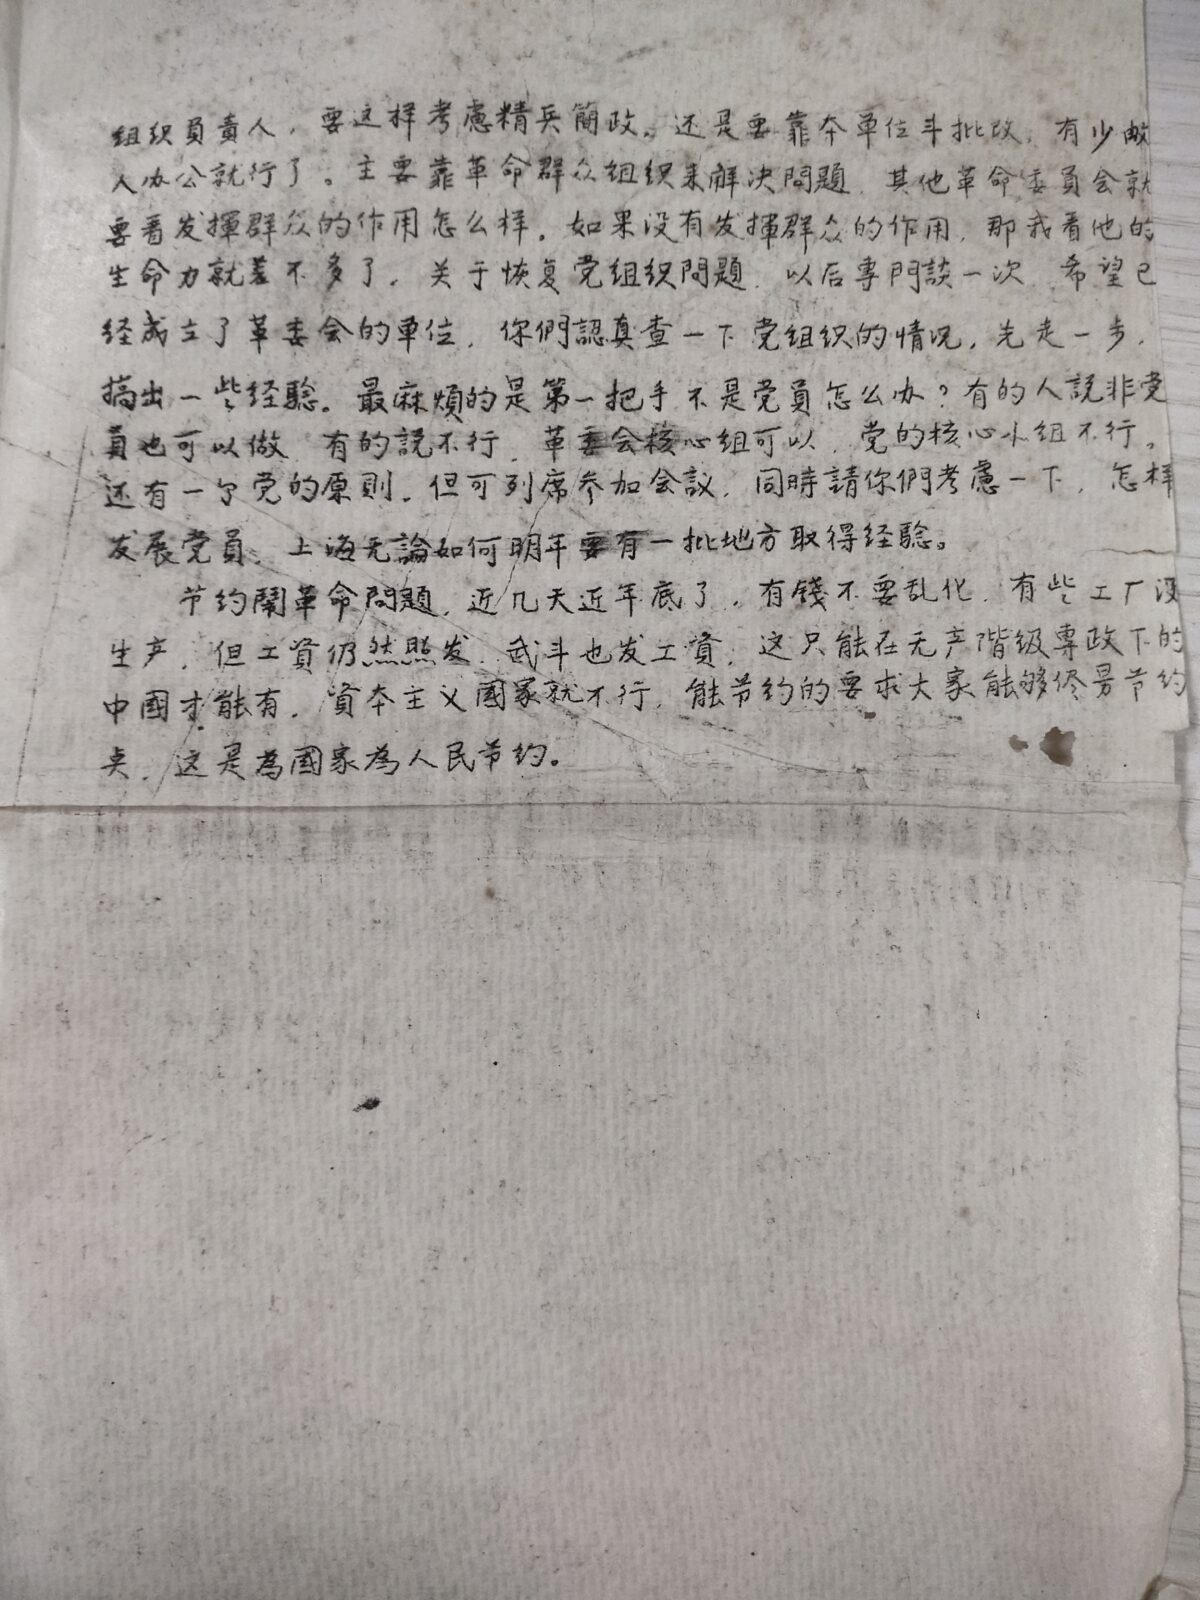 组织負責人，要这样考慮精兵簡政。还是要靠本单位斗批改，有少数
人办公就行了。主要靠革命群众组织来解决問題，其他革命委員会就
要看发揮群众的作用怎么样。如果没有发揮群众的作用，那我看他的
生命力就差不多了。关于恢复党组织問題，以后専門談一次，希望已
经成立了革委会的单位，你們認真查一下党组织的情况，先走一步，
搞出一些经驗。最麻煩的是第一把手不是党員怎么办？有的人説非党
員也可以做，有的説不行，革委会核心组可以，党的核心小组不行。
还有一个党的原則，但可列席参加会議，同時請你們考慮一下，怎样
发展党員，上海无論如何明年要有一批地方取得经驗。
节约鬧革命問題，近几天近年底了，有錢不要乱化，有些工厂没
生产，但工資仍然照发，武斗也发工資，这只能在无产階级専政下的
中國才能有，資本主义國家就不行，能节约的要求大家能够尽量节约
点，这是為國家為人民节约。